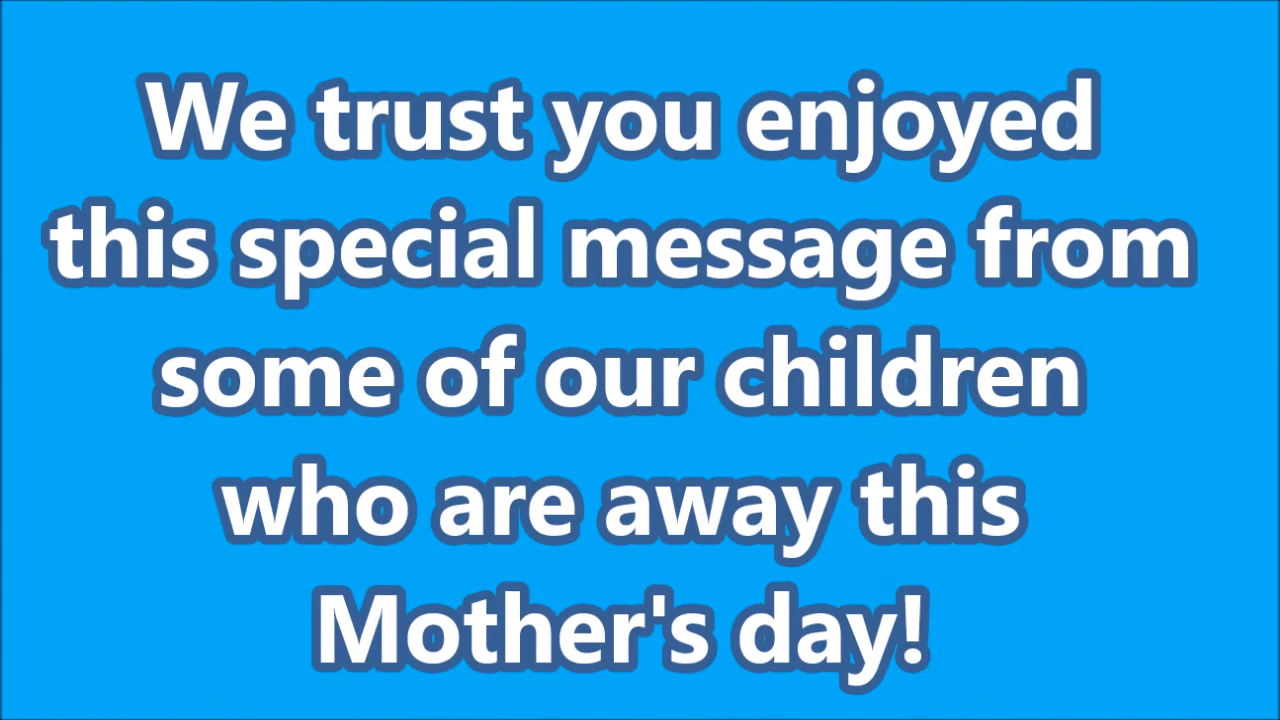 We trust you enjoyed
this special message from
some of our children
who are away this
Mother's day!